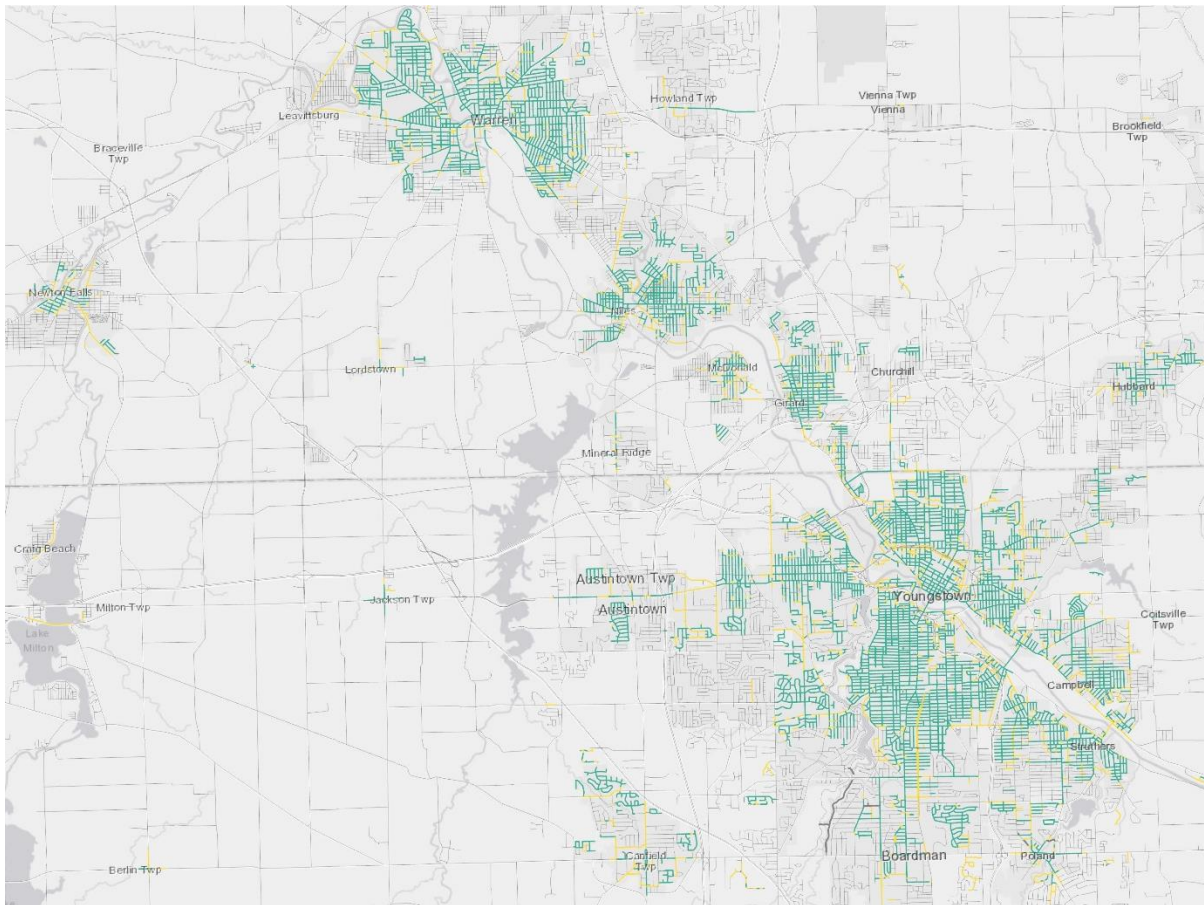 Howland Twp
Vienna Twp
Vienna
Leavittsburg
Warren
Brookfield
Twp
Braceville
Twp
Newton Falls
Niles
Lordstown
McDonald
Churchill
Hubbard
Girard
Mineral Ridge
Craig Beach
Austintown Twp
Jackson Twp
Youngstown
Milton Twp
Austintown
Coitsville
Twp
Lake
Milton
Campbell
Struthers
Canfield
Twp
Boardman
Poland
Berlin Twp